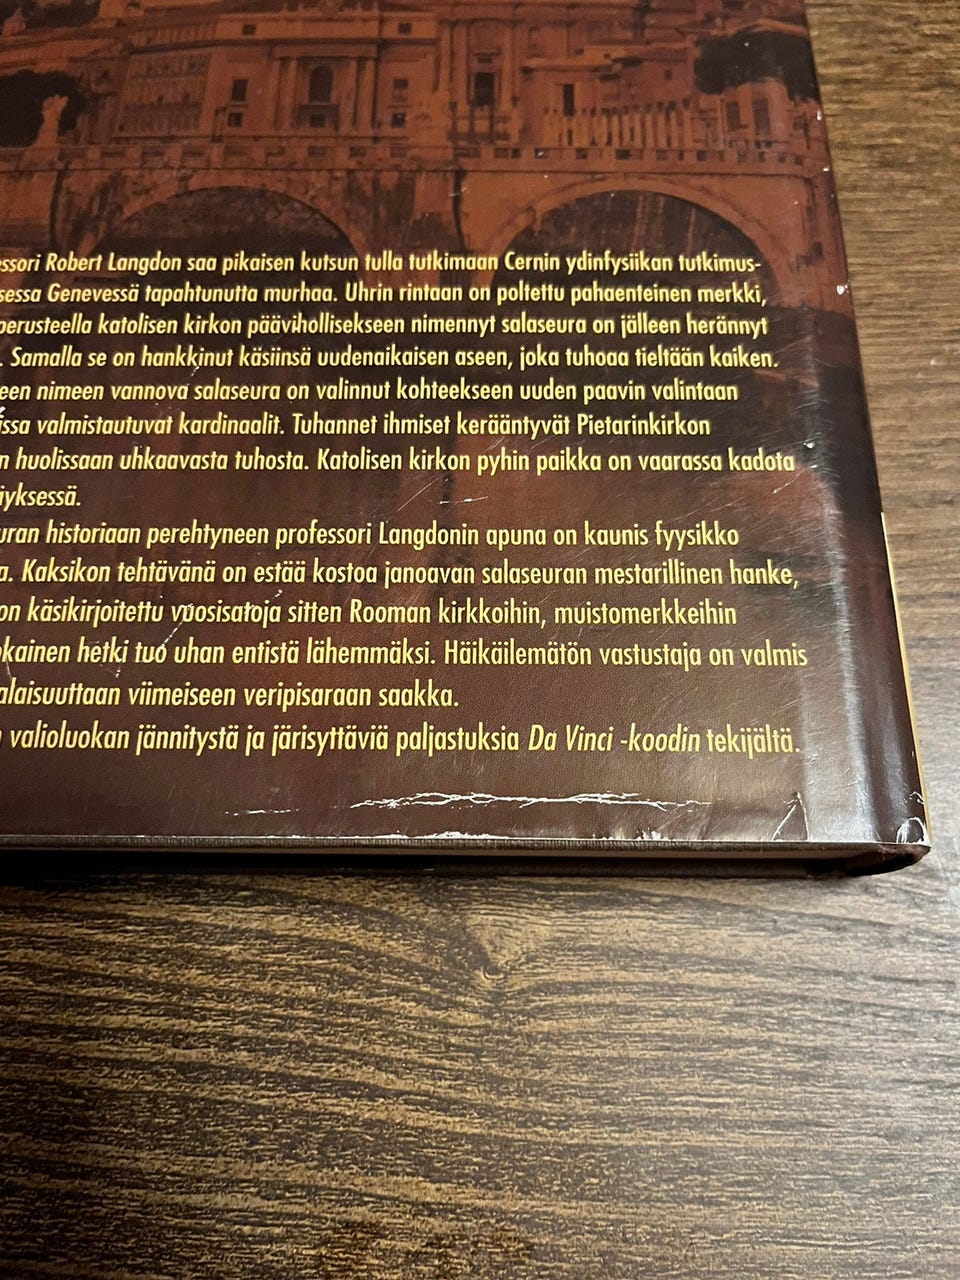 essori Robert Langdon saa pikaisen kutsun tulla tutkimaan Cernin ydinfysiikan tutkimus-
sessa Genevessä tapahtunutta murhaa. Uhrin rintaan on poltettu pahaenteinen merkki,
perusteella katolisen kirkon päävihollisekseen nimennyt salaseura on jälleen herännyt
. Samalla se on hankkinut käsiinsä uudenaikaisen aseen, joka tuhoaa tieltään kaiken.
een nimeen vannova salaseura on valinnut kohteekseen uuden paavin valintaan
issa valmistautuvat kardinaalit. Tuhannet ihmiset kerääntyvät Pietarinkirkon
n huolissaan uhkaavasta tuhosta. Katolisen kirkon pyhin paikka on vaarassa kadota
äyksessä.
uran historiaan perehtyneen professori Langdonin apuna on kaunis fyysikko
a. Kaksikon tehtävänä on estää kostoa janoavan salaseuran mestarillinen hanke,
on käsikirjoitettu vuosisatoja sitten Rooman kirkkoihin, muistomerkkeihin
okainen hetki tuo uhan entistä lähemmäksi. Häikäilemätön vastustaja on valmis
alaisuuttaan viimeiseen veripisaraan saakka.
n valioluokan jännitystä ja järisyttäviä paljastuksia Da Vinci -koodin tekijältä.